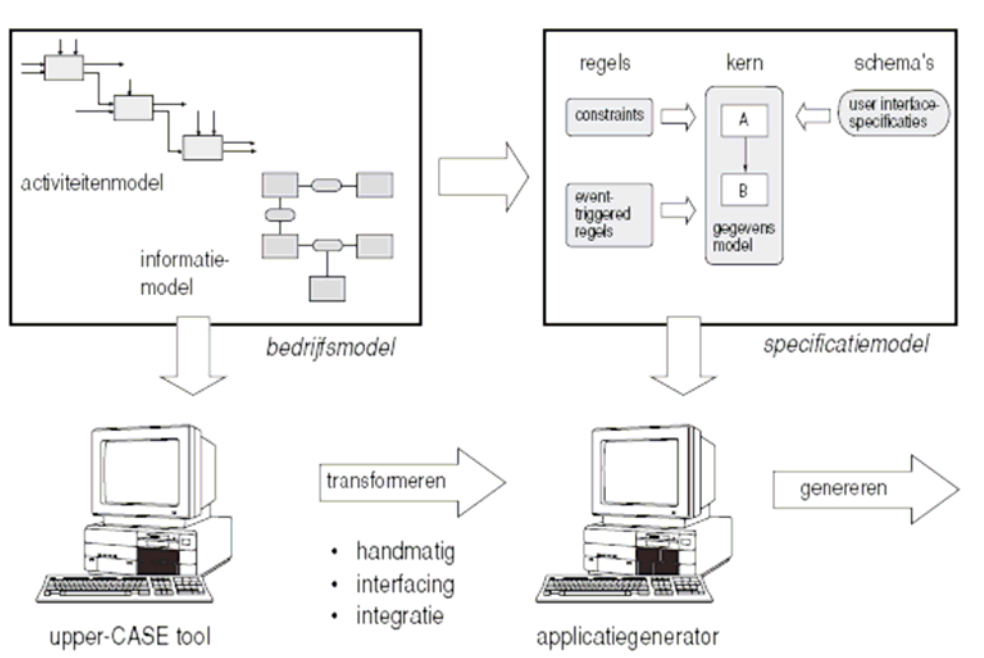 activiteitenmodel
informatie-
model
bedrijfsmodel
regels
kern
schema's
constraints
A
user interface-
specificaties
event-
triggered
regels
B
gegevens
model
specificatiemodel
transformeren
• handmatig
• interfacing
• integratie
genereren
upper-CASE tool
applicatiegenerator